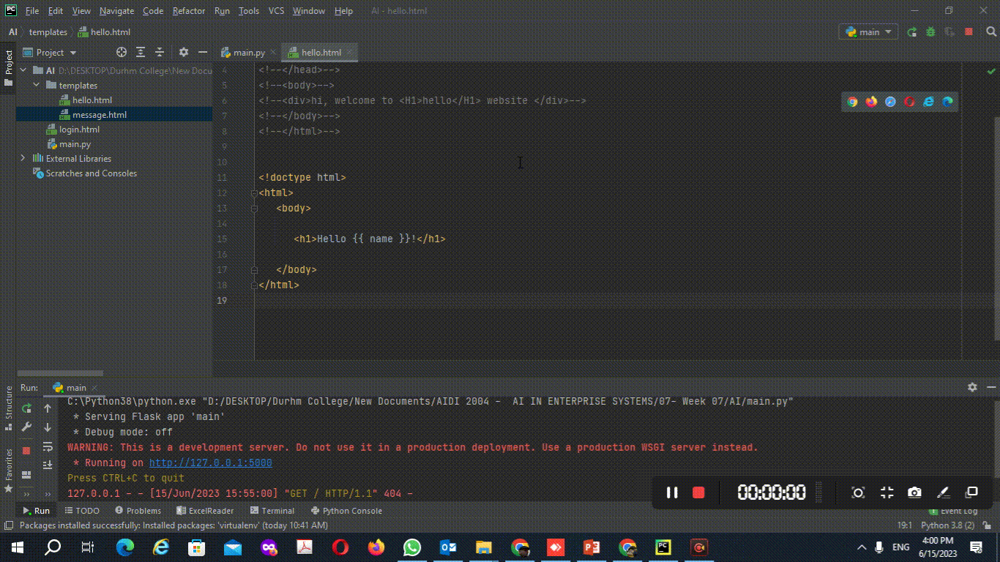 File Edit View Navigate Code Refactor Run Tools VCS Window Help AI - hello.html
AI templates hello.html main
Project main.py hello.html
Project
AI D:\DESKTOP\Durhm College\New Docu
templates
hello.html
message.html
login.html
main.py
External Libraries
Scratches and Consoles
4 <!--</head>-->
5 <!--<body>-->
6 <!--<div>hi, welcome to <H1>hello</H1> website </div>-->
7 <!--</body>-->
8 <!--</html>-->
9
10
11 <!doctype html>
12 <html>
13 <body>
14
15 <h1>Hello {{ name }}!</h1>
16
17 </body>
18 </html>
19
Structure
Favorites
Run: main
C:\Python38\python.exe "D:/DESKTOP/Durhm College/New Documents/AIDI 2004 - AI IN ENTERPRISE SYSTEMS/07- Week 07/AI/main.py"
* Serving Flask app 'main'
* Debug mode: off
WARNING: This is a development server. Do not use it in a production deployment. Use a production WSGI server instead.
* Running on http://127.0.0.1:5000
Press CTRL+C to quit
127.0.0.1 - - [15/Jun/2023 15:55:00] "GET / HTTP/1.1" 404 -
00:00:00
Run TODO Problems ExcelReader Terminal Python Console Event Log
Packages installed successfully: Installed packages: 'virtualenv' (today 10:41 AM) 19:1 Python 3.8 (2)
ENG
4:00 PM
6/15/2023